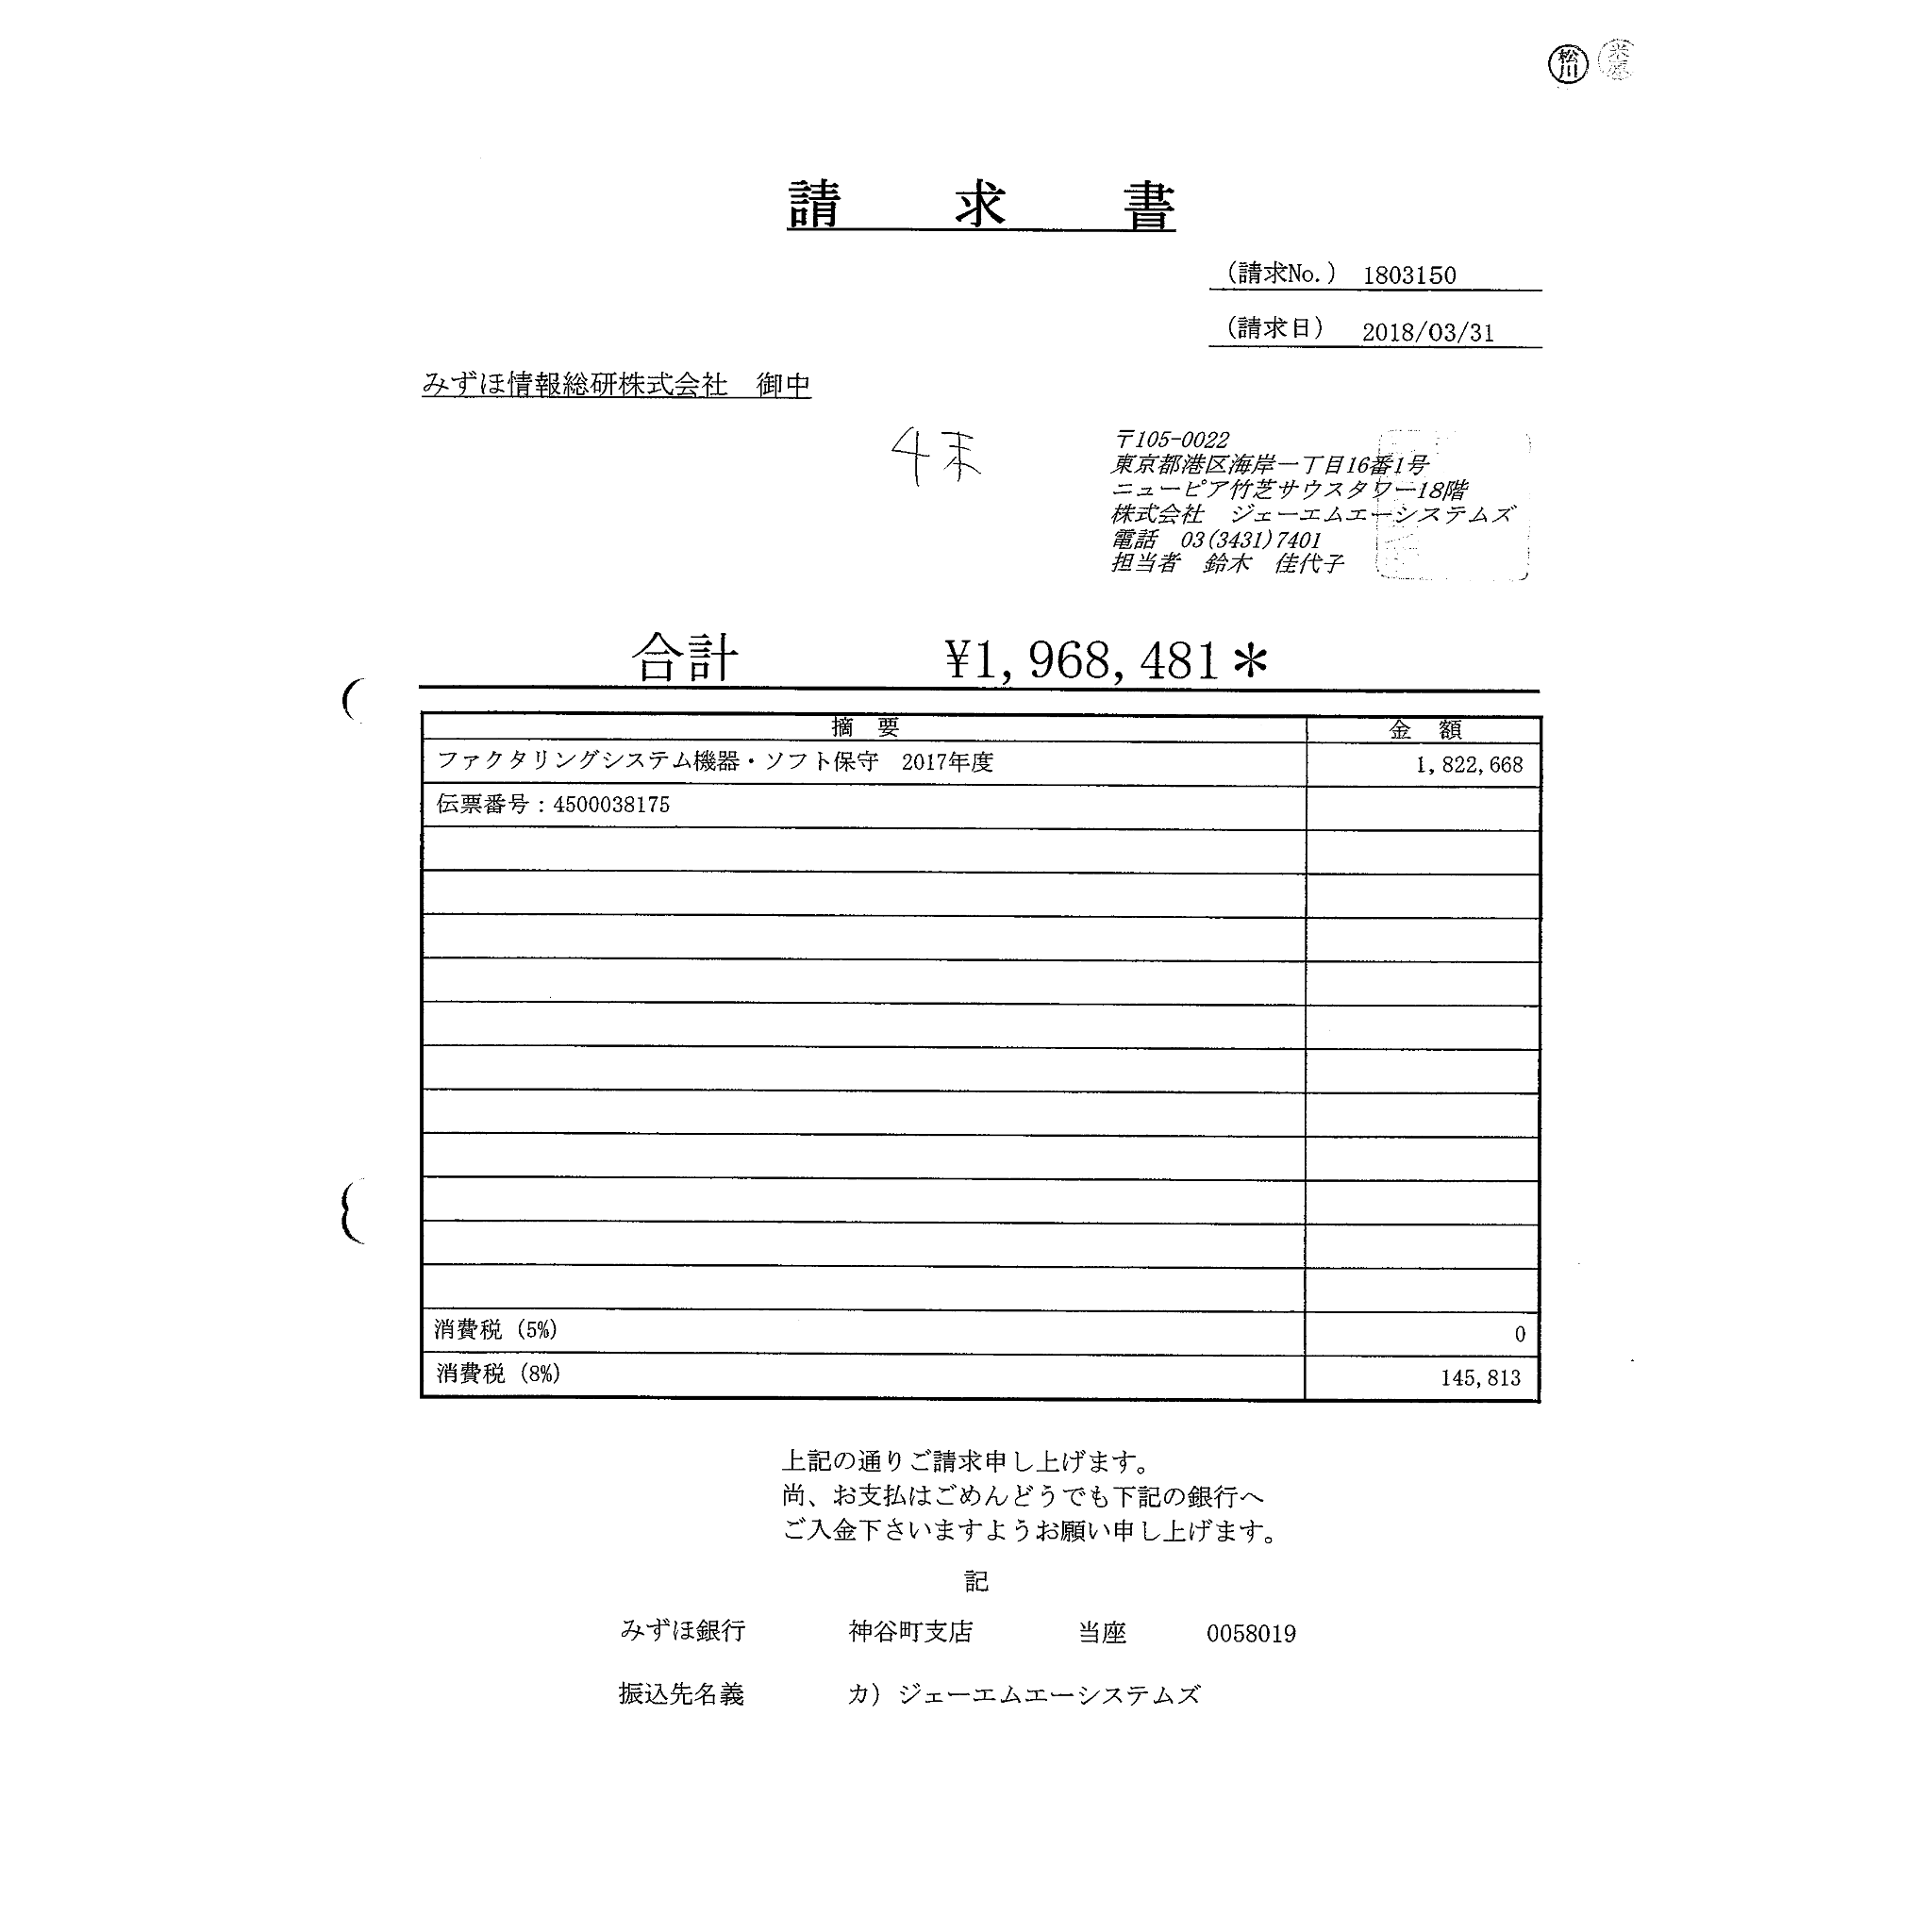 松川
請求書
(請求No.) 1803150
(請求日) 2018/03/31
みずほ情報総研株式会社 御中
4末
〒105-0022
東京都港区海岸一丁目16番1号
ニューピア竹芝サウスタワー18階
株式会社 ジェーエムエーシステムズ
電話 03(3431)7401
担当者 鈴木 佳代子
合計 ¥1,968,481*
摘要 金額
ファクタリングシステム機器・ソフト保守 2017年度 1,822,668
伝票番号:4500038175
消費税(5%) 0
消費税(8%) 145,813
上記の通りご請求申し上げます。
尚、お支払はごめんどうでも下記の銀行へ
ご入金下さいますようお願い申し上げます。
記
みずほ銀行 神谷町支店 当座 0058019
振込先名義 カ)ジェーエムエーシステムズ